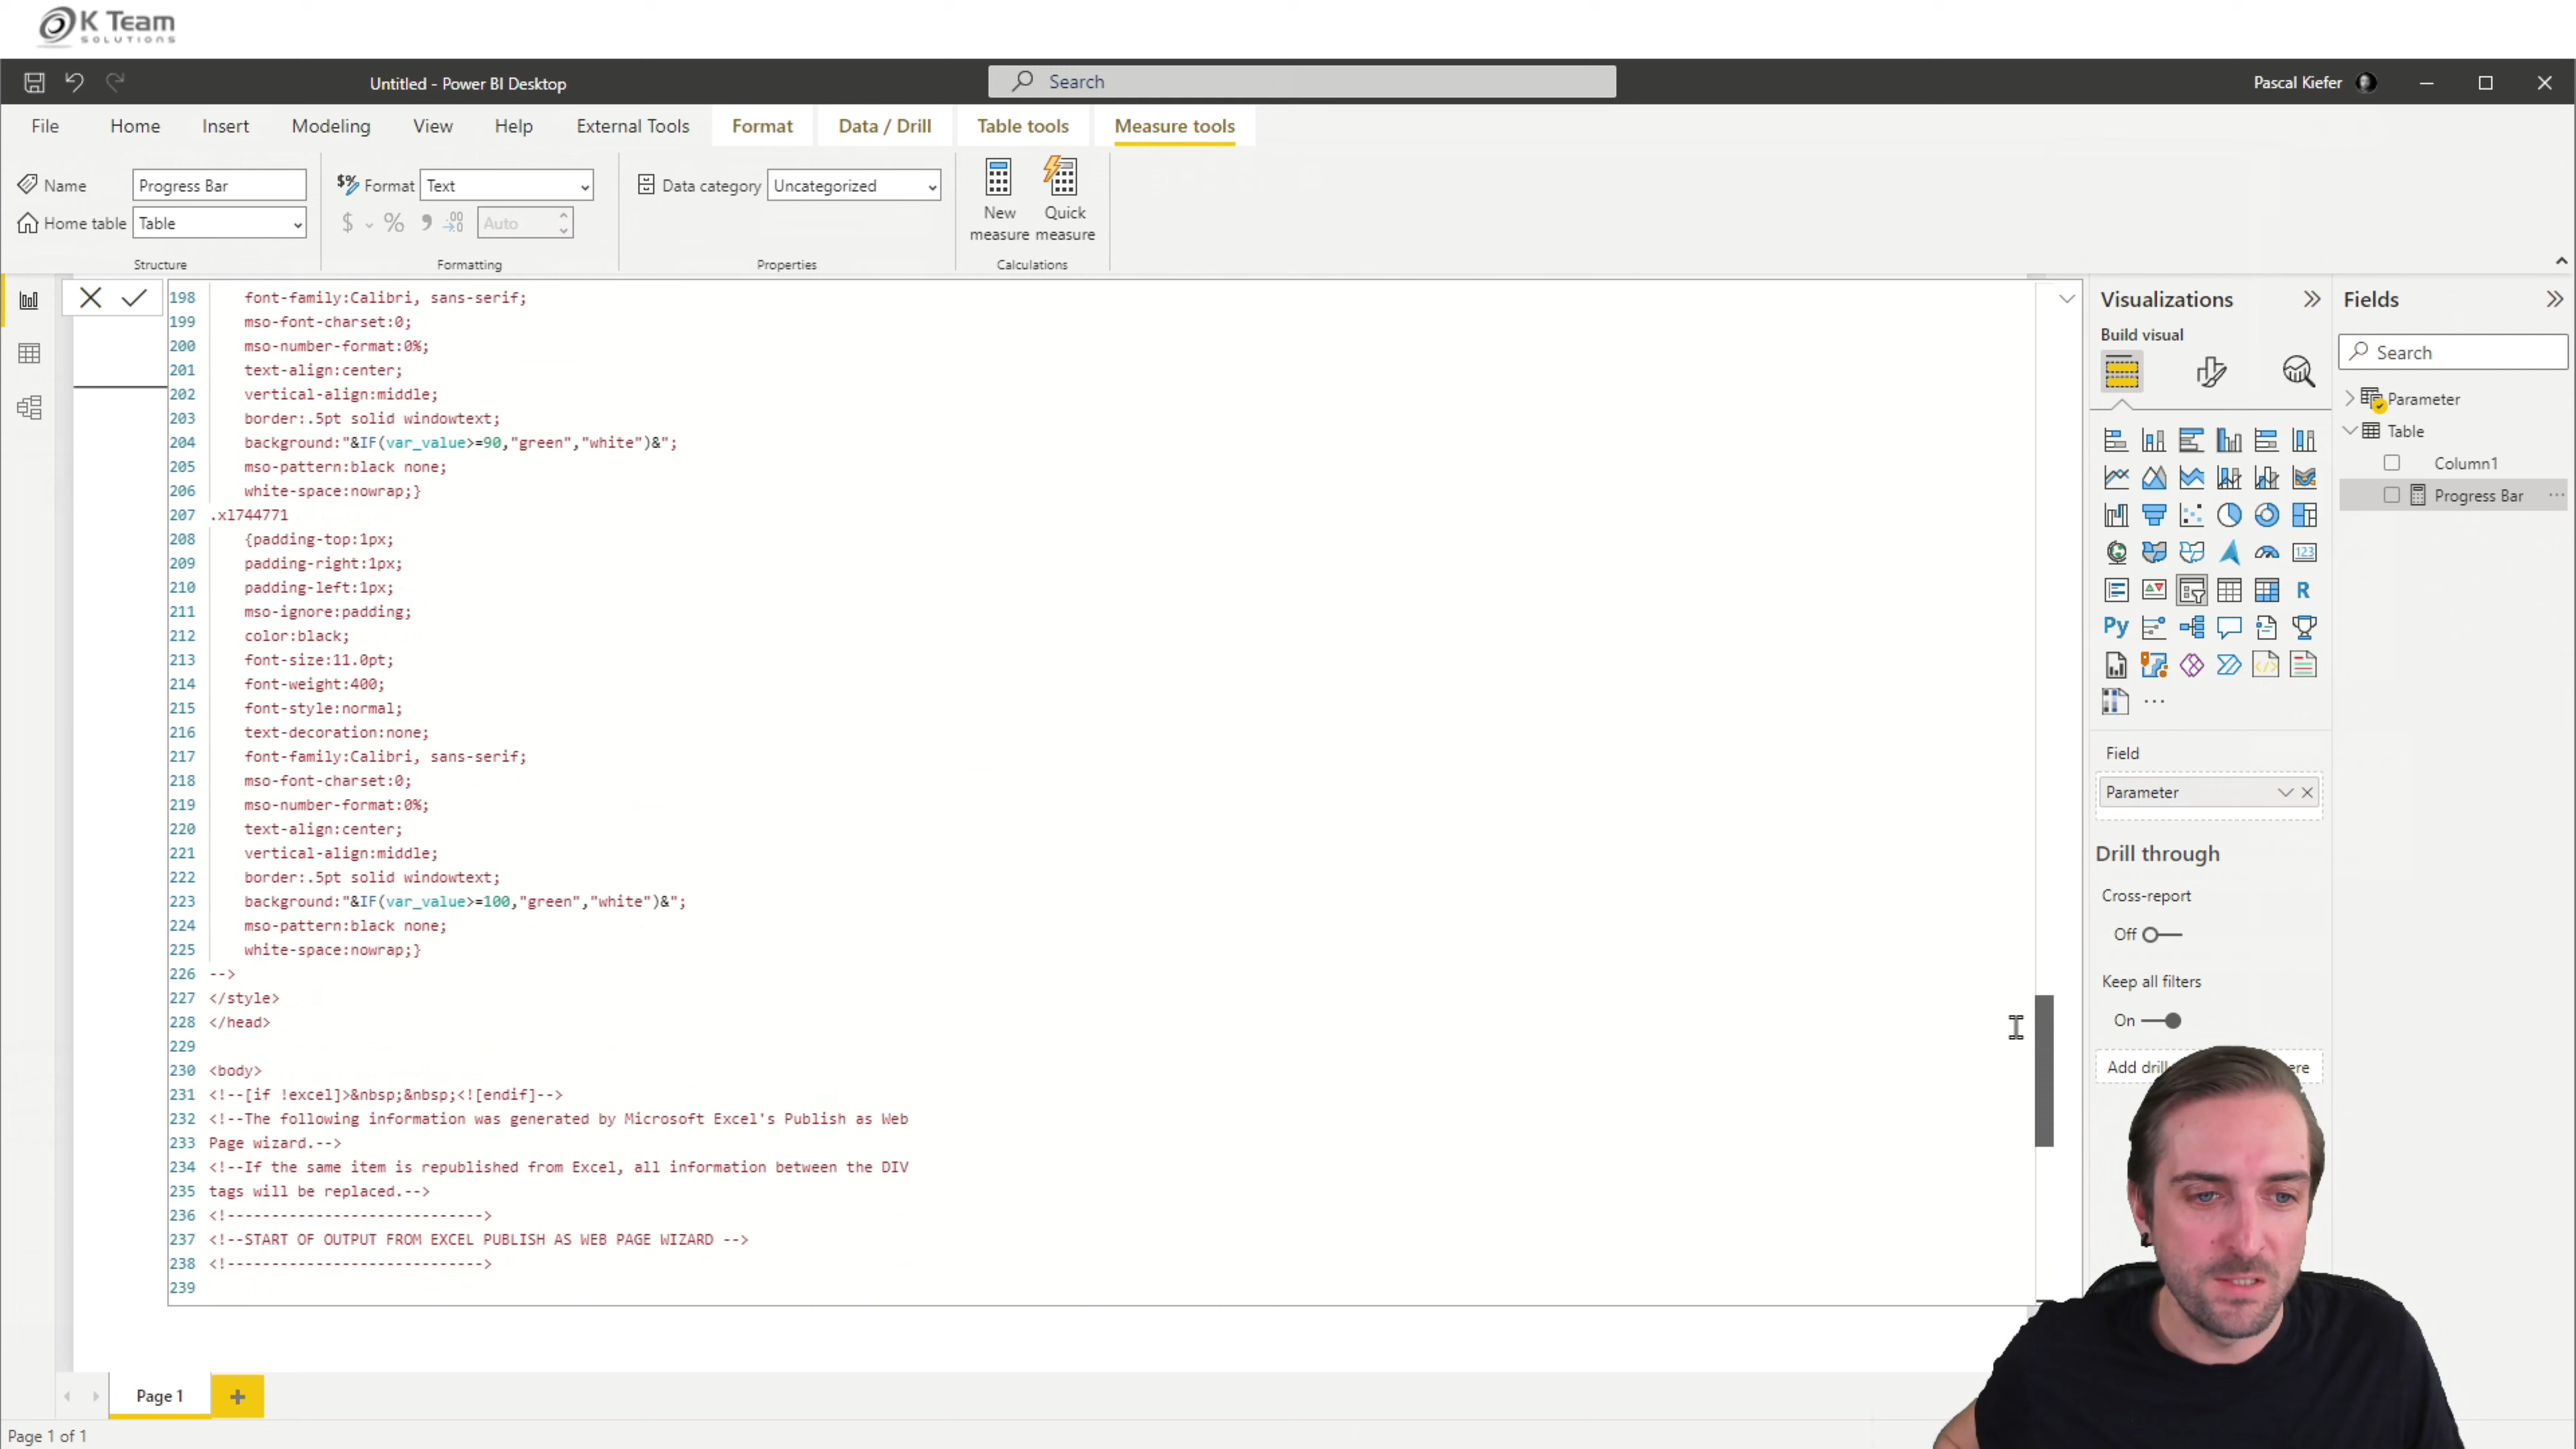 K Team
SOLUTIONS
Untitled - Power BI Desktop
Search
Pascal Kiefer
File
Home
Insert
Modeling
View
Help
External Tools
Format
Data / Drill
Table tools
Measure tools
Name
Progress Bar
$% Format
Text
Data category
Uncategorized
New measure
Quick measure
Home table
Table
$ % 9 .00
Auto
Structure
Formatting
Properties
Calculations
198 font-family:Calibri, sans-serif;
199 mso-font-charset:0;
200 mso-number-format:0%;
201 text-align:center;
202 vertical-align:middle;
203 border:.5pt solid windowtext;
204 background:"&IF(var_value>=90,"green","white")&";
205 mso-pattern:black none;
206 white-space:nowrap;}
207 .xl744771
208 {padding-top:1px;
209 padding-right:1px;
210 padding-left:1px;
211 mso-ignore:padding;
212 color:black;
213 font-size:11.0pt;
214 font-weight:400;
215 font-style:normal;
216 text-decoration:none;
217 font-family:Calibri, sans-serif;
218 mso-font-charset:0;
219 mso-number-format:0%;
220 text-align:center;
221 vertical-align:middle;
222 border:.5pt solid windowtext;
223 background:"&IF(var_value>=100,"green","white")&";
224 mso-pattern:black none;
225 white-space:nowrap;}
226 -->
227 </style>
228 </head>
229
230 <body>
231 <!--[if !excel]>&nbsp;&nbsp;<![endif]-->
232 <!--The following information was generated by Microsoft Excel's Publish as Web
233 Page wizard.-->
234 <!--If the same item is republished from Excel, all information between the DIV
235 tags will be replaced.-->
236 <!----------------------------->
237 <!--START OF OUTPUT FROM EXCEL PUBLISH AS WEB PAGE WIZARD -->
238 <!----------------------------->
239
Visualizations
Build visual
123
R
Py
Field
Parameter
Drill through
Cross-report
Off
Keep all filters
On
Add dril
ere
Fields
Search
Parameter
Table
Column1
Progress Bar
Page 1
Page 1 of 1